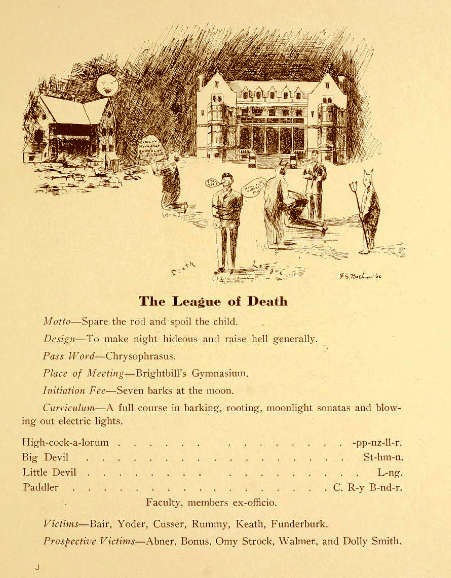 Death League
The League of Death
Motto—Spare the rod and spoil the child.
Design—To make night hideous and raise hell generally.
Pass Word—Chrysophrasus.
Place of Meeting—Brightbill's Gymnasium.
Initiation Fee—Seven barks at the moon.
Curriculum—A full course in barking, rooting, moonlight sonatas and blow-
ing out electric lights.
High-cock-a-lorum . . . . . . . . . . . . -pp-nz-ll-r.
Big Devil . . . . . . . . . . . . . . St-hm-n.
Little Devil . . . . . . . . . . . . . . L-ng.
Paddler . . . . . . . . . . . . . C. R-y B-nd-r.
Faculty, members ex-officio.
Victims—Bair, Yoder, Cusser, Rummy, Keath, Funderburk.
Prospective Victims—Abner, Bonus, Omy Strock, Walmer, and Dolly Smith.
J